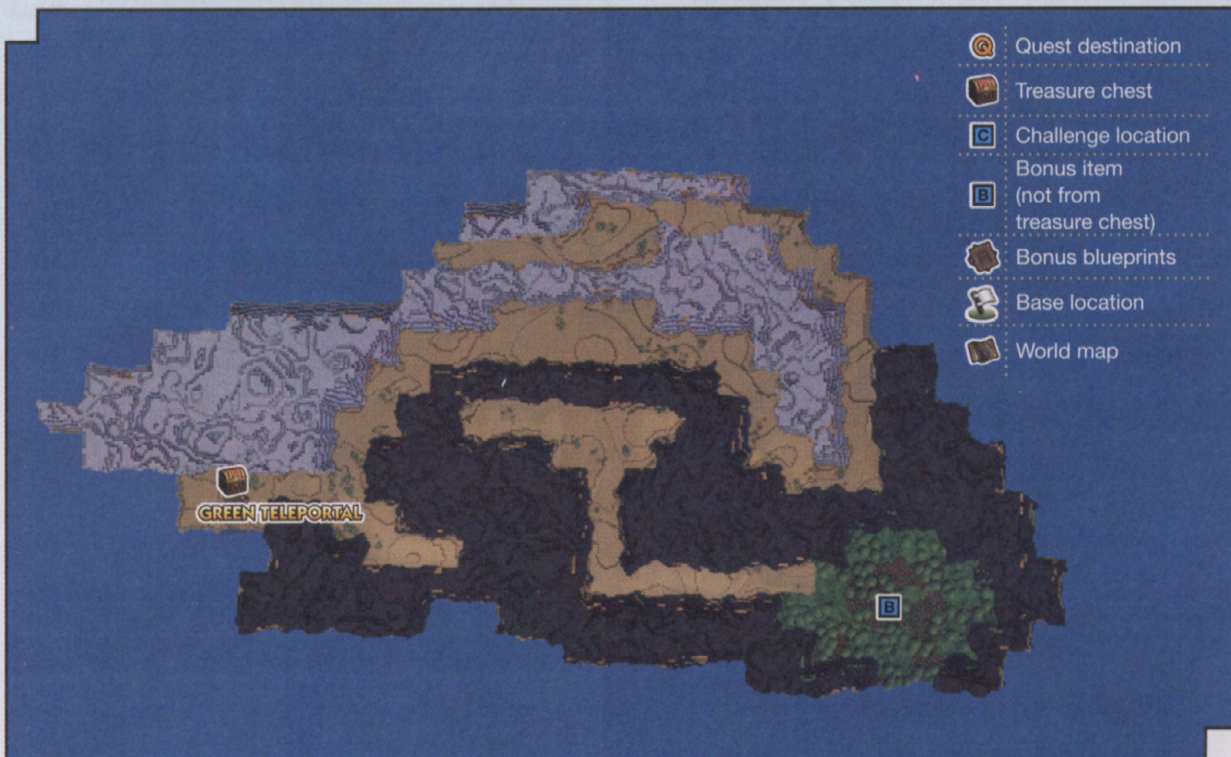 Q Quest destination
Treasure chest
C Challenge location
Bonus item
B (not from
treasure chest)
Bonus blueprints
Base location
World map
GREEN TELEPORTAL
B